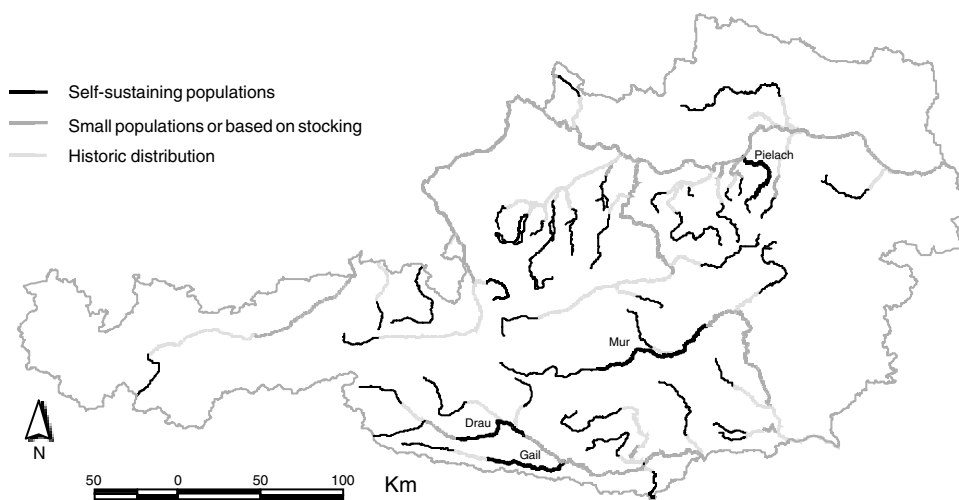 Self-sustaining populations
Small populations or based on stocking
Historic distribution
Pielach
Mur
Drau
Gail
N
50 0 50 100 Km